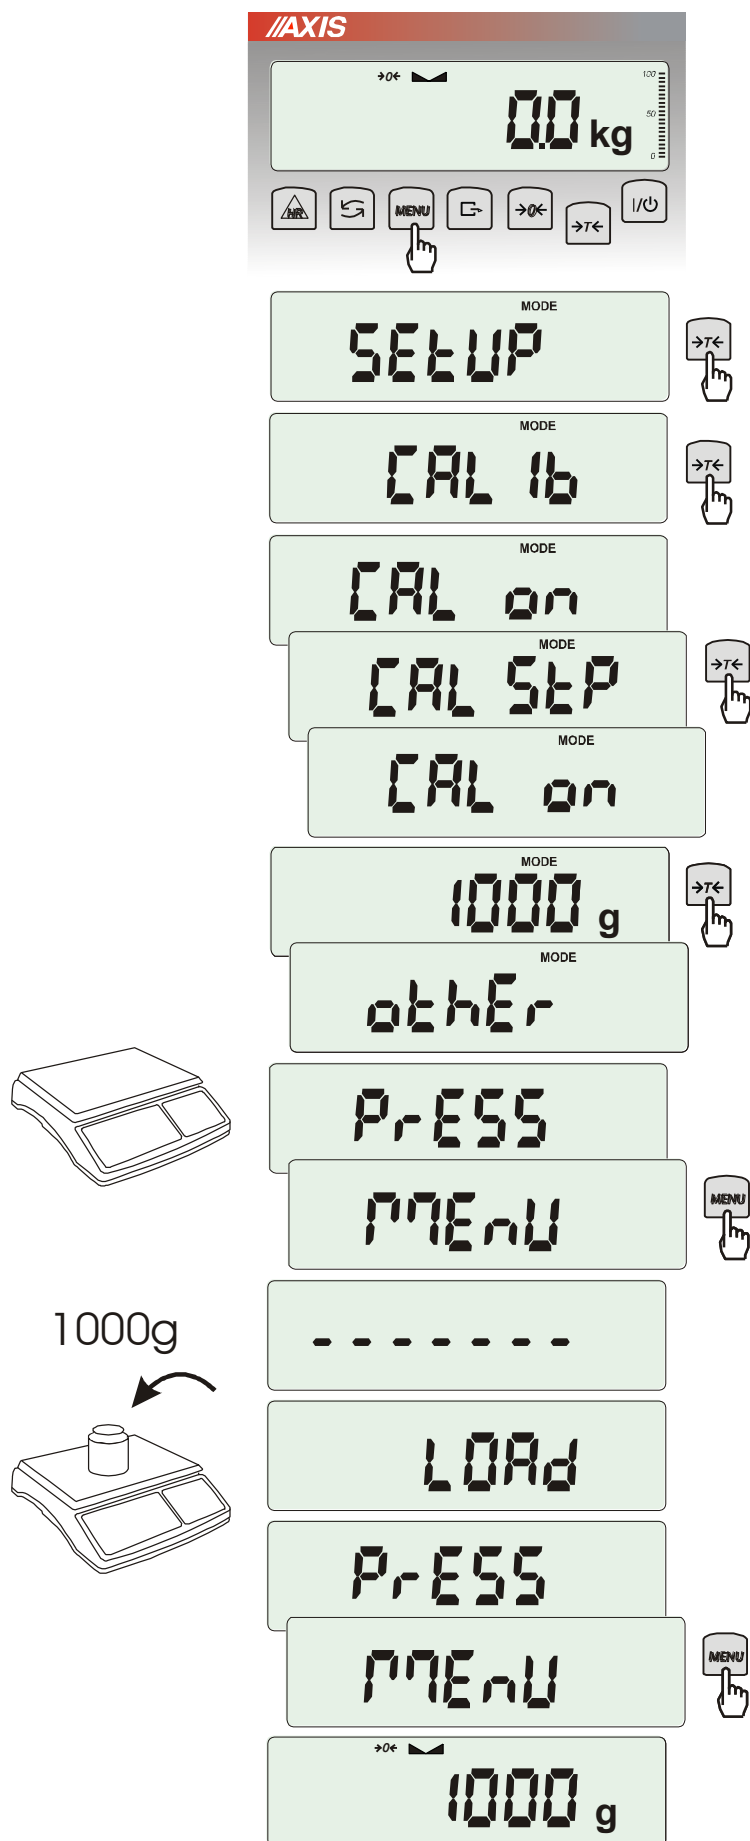 AXIS
→0←
100
0.0 kg
50
0
HR MENU →0← →T← I/⏻
MODE
SEtUP
→T←
MODE
CAL Ib
→T←
MODE
CAL on
MODE
CAL StP
→T←
MODE
CAL on
MODE
1000 g
→T←
MODE
othEr
PrESS
MEnU
MENU
1000g
- - - - - - -
LOAd
PrESS
MEnU
MENU
→0←
1000 g